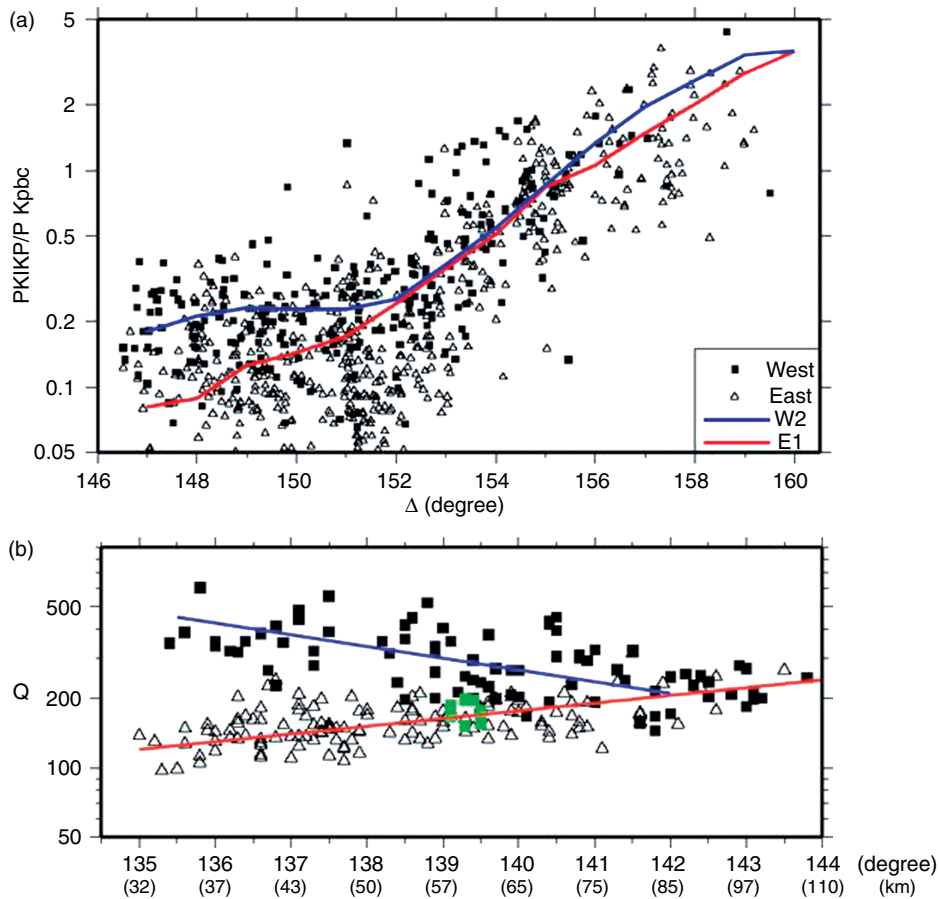 (a)
5
2
1
0.5
0.2
0.1
0.05
PKIKP/P Kpbc
West
East
W2
E1
146 148 150 152 154 156 158 160
Δ (degree)
(b)
500
Q 200
100
50
135 136 137 138 139 140 141 142 143 144 (degree)
(32) (37) (43) (50) (57) (65) (75) (85) (97) (110) (km)